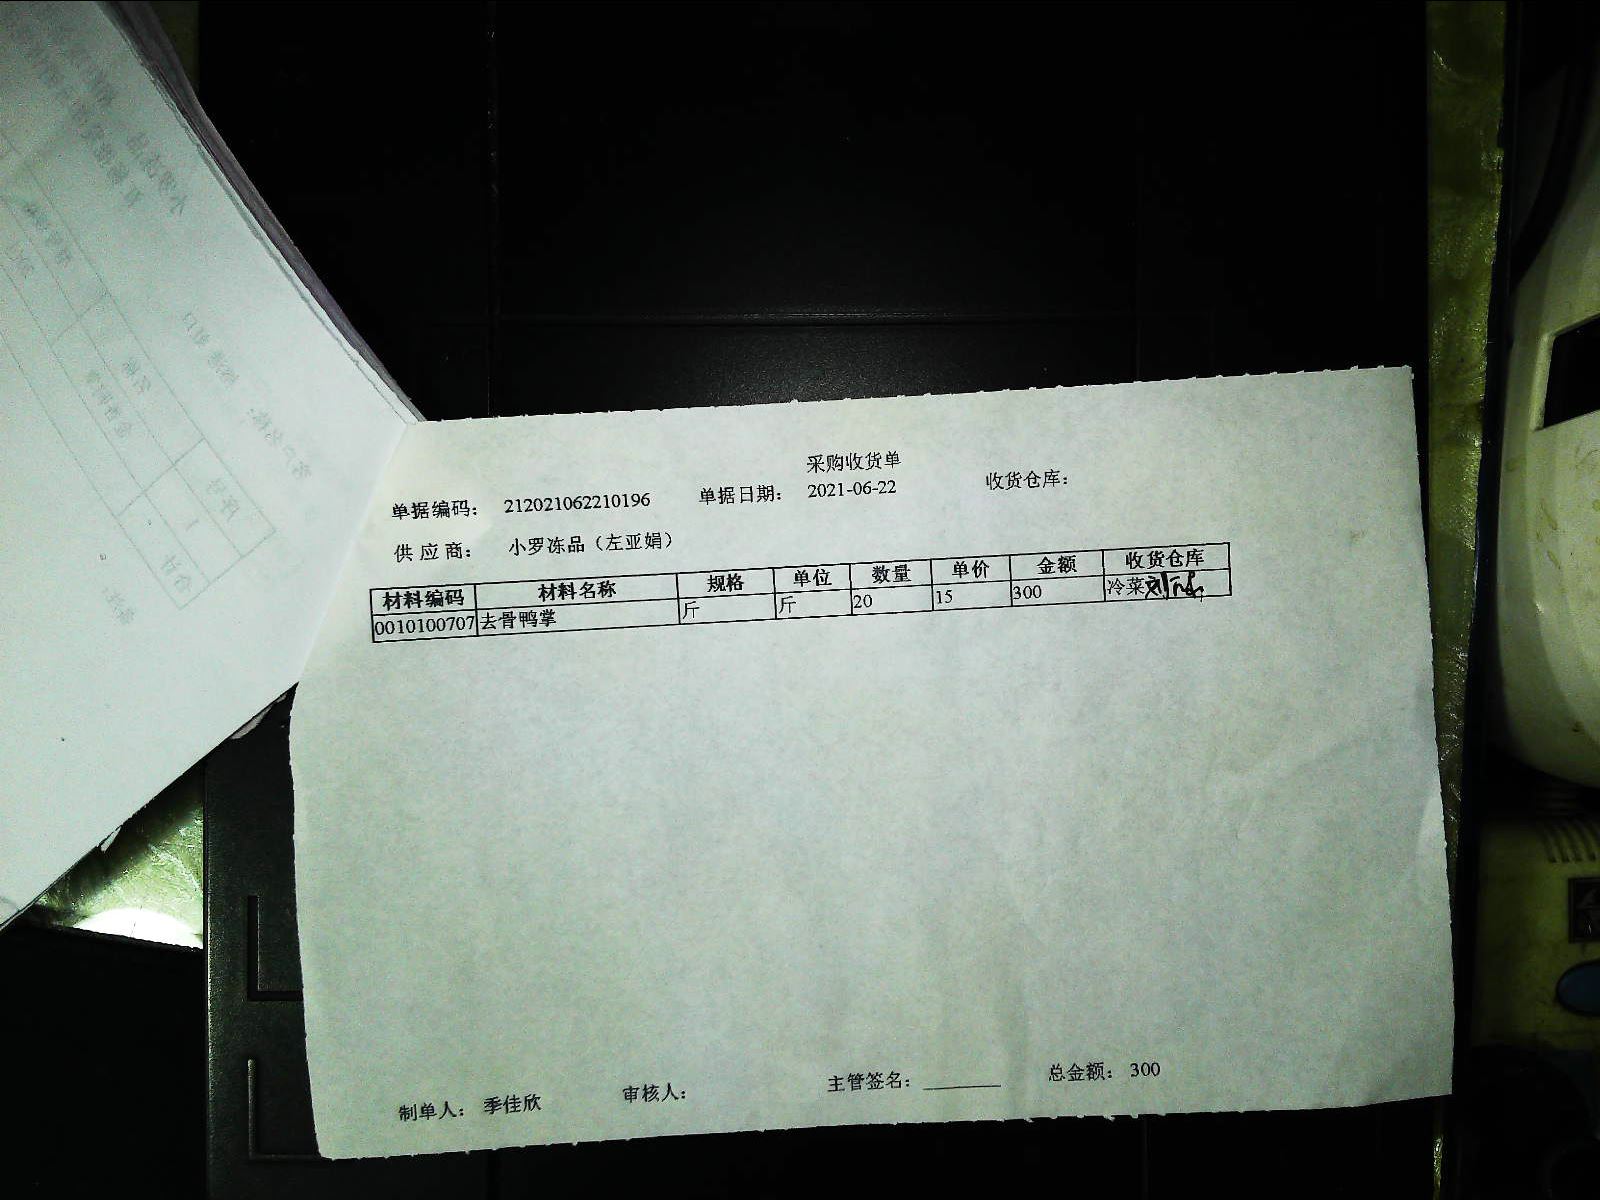 采购收货单
单据编码： 212021062210196 单据日期： 2021-06-22 收货仓库：
供 应 商： 小罗冻品（左亚娟）
材料编码 材料名称 规格 单位 数量 单价 金额 收货仓库
0010100707 去骨鸭掌 斤 斤 20 15 300 冷菜
制单人： 季佳欣 审核人： 主管签名： 总金额： 300